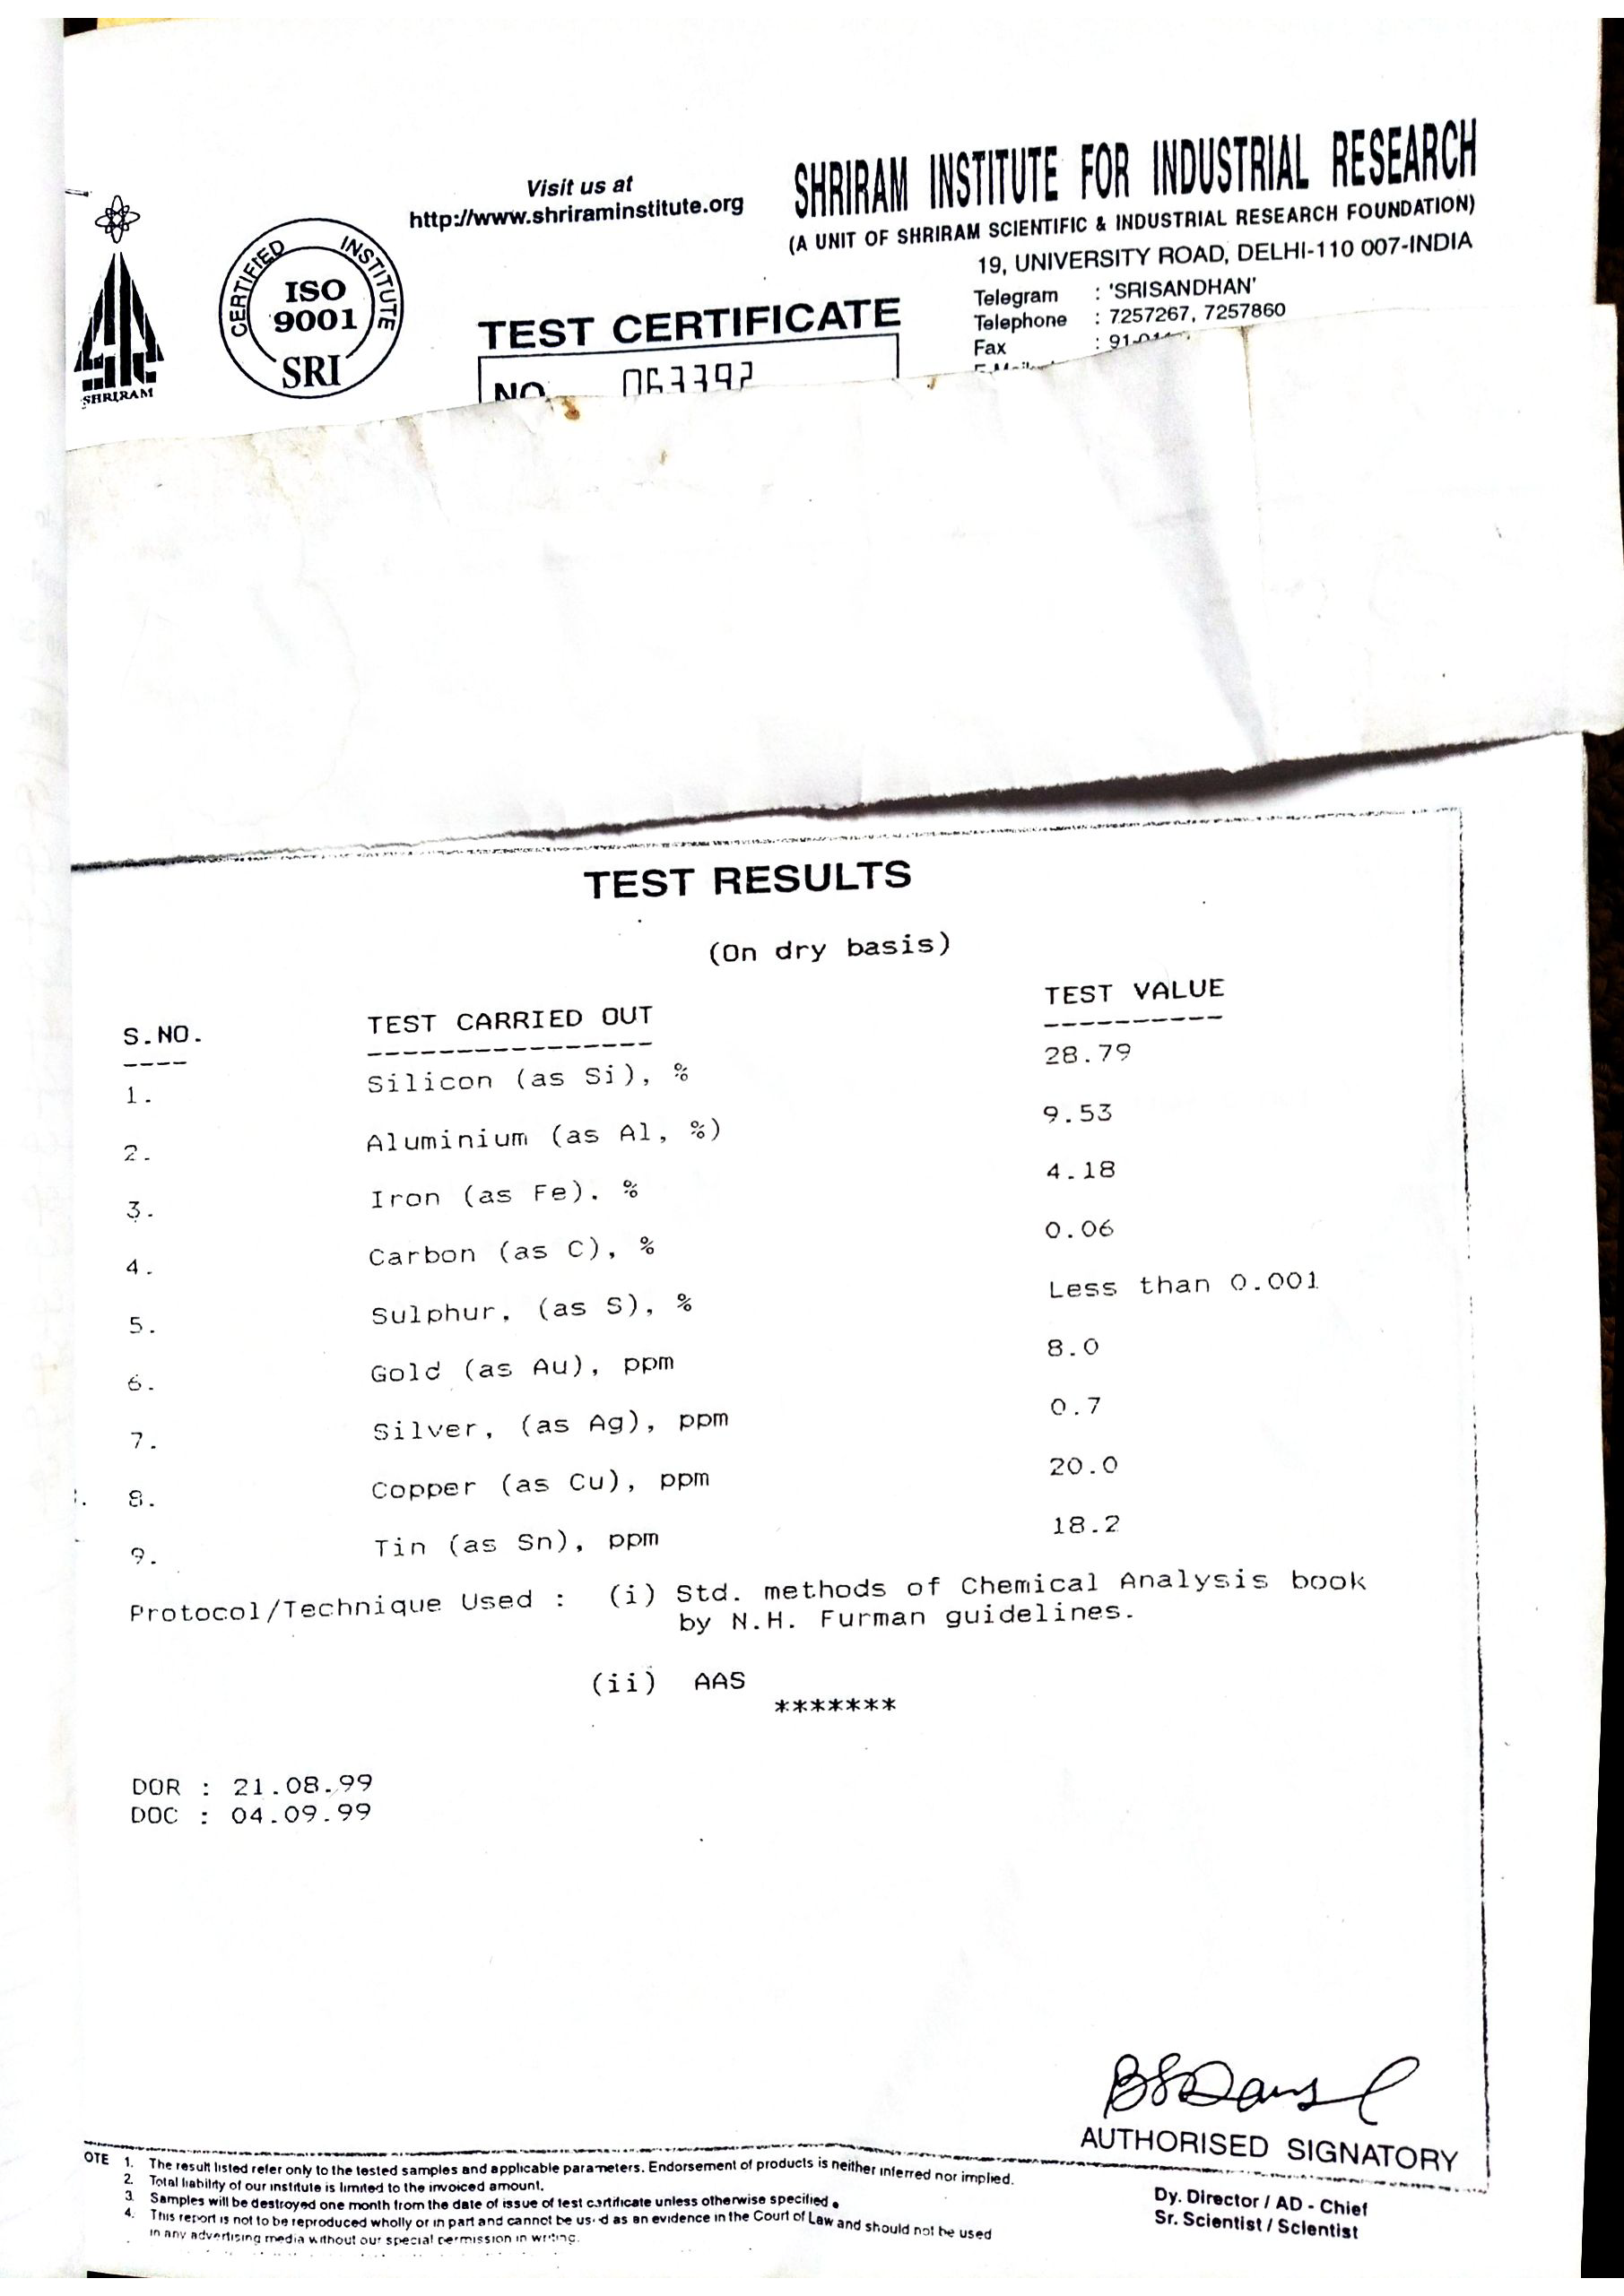 Visit us at
http://www.shriraminstitute.org
SHRIRAM INSTITUTE FOR INDUSTRIAL RESEARCH
(A UNIT OF SHRIRAM SCIENTIFIC & INDUSTRIAL RESEARCH FOUNDATION)
19, UNIVERSITY ROAD, DELHI-110 007-INDIA
Telegram : 'SRISANDHAN'
Telephone : 7257267, 7257860
Fax : 91-011
SHRIRAM
CERTIFIED INSTITUTE
ISO
9001
SRI
TEST CERTIFICATE
NO. 063392
TEST RESULTS
(On dry basis)
S.NO. TEST CARRIED OUT TEST VALUE
1. Silicon (as Si), % 28.79
2. Aluminium (as Al, %) 9.53
3. Iron (as Fe). % 4.18
4. Carbon (as C), % 0.06
5. Sulphur, (as S), % Less than 0.001
6. Gold (as Au), ppm 8.0
7. Silver, (as Ag), ppm 0.7
8. Copper (as Cu), ppm 20.0
9. Tin (as Sn), ppm 18.2
Protocol/Technique Used : (i) Std. methods of Chemical Analysis book
by N.H. Furman guidelines.
(ii) AAS
*******
DOR : 21.08.99
DOC : 04.09.99
AUTHORISED SIGNATORY
Dy. Director / AD - Chief
Sr. Scientist / Scientist
OTE 1. The result listed refer only to the tested samples and applicable parameters. Endorsement of products is neither inferred nor implied.
2. Total liability of our institute is limited to the invoiced amount.
3. Samples will be destroyed one month from the date of issue of test certificate unless otherwise specified.
4. This report is not to be reproduced wholly or in part and cannot be used as an evidence in the Court of Law and should not be used
in any advertising media without our special permission in writing.